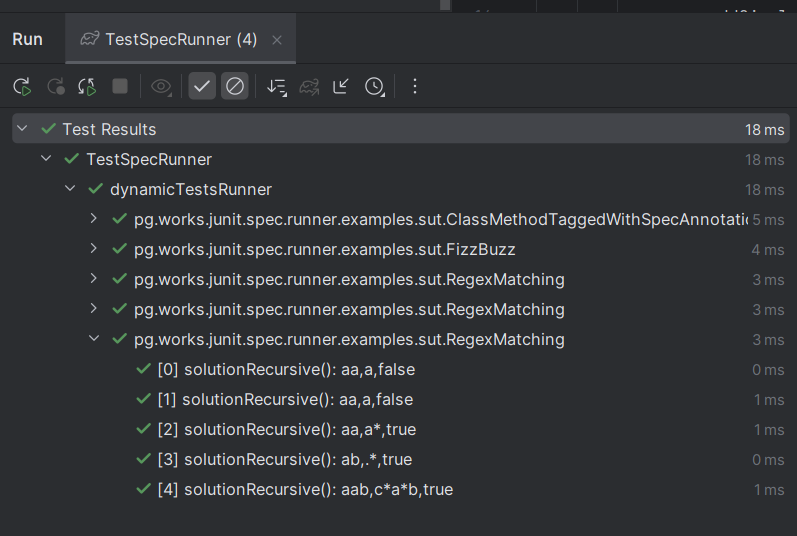 Run TestSpecRunner (4)
Test Results 18 ms
TestSpecRunner 18 ms
dynamicTestsRunner 18 ms
pg.works.junit.spec.runner.examples.sut.ClassMethodTaggedWithSpecAnnotatio 5 ms
pg.works.junit.spec.runner.examples.sut.FizzBuzz 4 ms
pg.works.junit.spec.runner.examples.sut.RegexMatching 3 ms
pg.works.junit.spec.runner.examples.sut.RegexMatching 3 ms
pg.works.junit.spec.runner.examples.sut.RegexMatching 3 ms
[0] solutionRecursive(): aa,a,false 0 ms
[1] solutionRecursive(): aa,a,false 1 ms
[2] solutionRecursive(): aa,a*,true 1 ms
[3] solutionRecursive(): ab,.*,true 0 ms
[4] solutionRecursive(): aab,c*a*b,true 1 ms